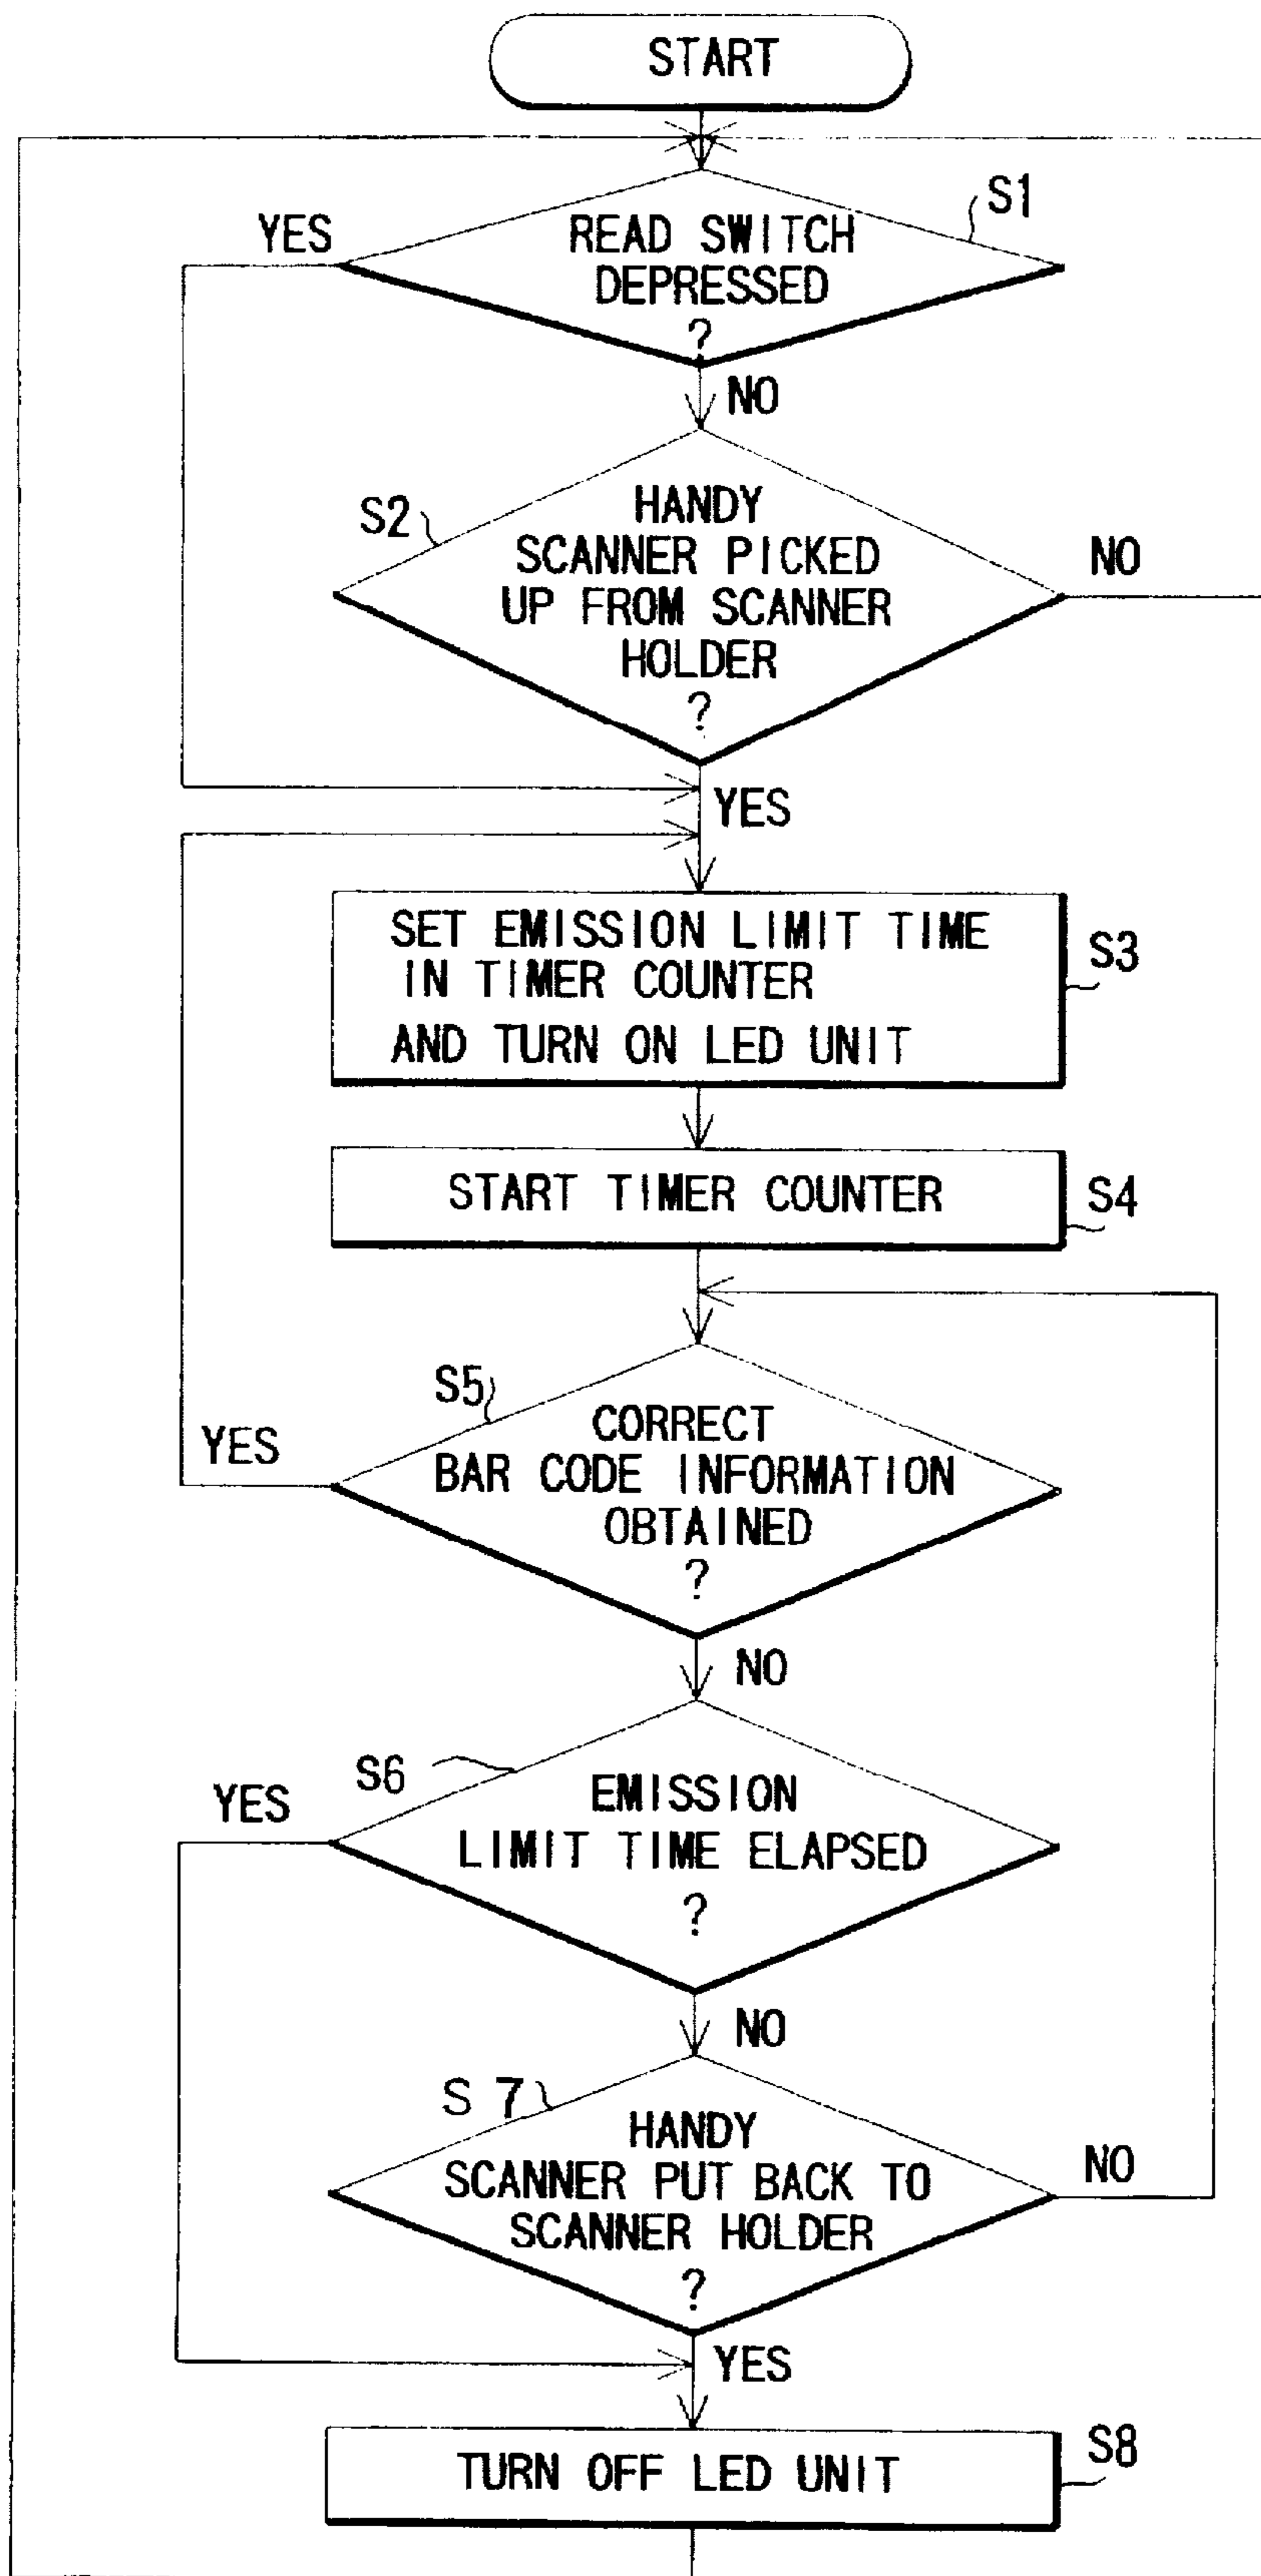 START
S1
YES
READ SWITCH
DEPRESSED
?
NO
S2
HANDY
SCANNER PICKED
UP FROM SCANNER
HOLDER
?
NO
YES
SET EMISSION LIMIT TIME
IN TIMER COUNTER
AND TURN ON LED UNIT
S3
START TIMER COUNTER
S4
S5
YES
CORRECT
BAR CODE INFORMATION
OBTAINED
?
NO
S6
YES
EMISSION
LIMIT TIME ELAPSED
?
NO
S 7
HANDY
SCANNER PUT BACK TO
SCANNER HOLDER
?
NO
YES
TURN OFF LED UNIT
S8